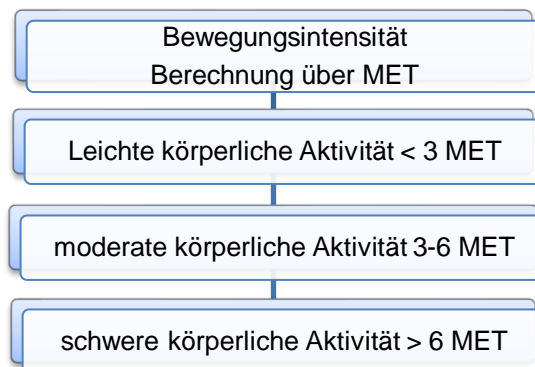 Bewegungsintensität
Berechnung über MET
Leichte körperliche Aktivität < 3 MET
moderate körperliche Aktivität 3-6 MET
schwere körperliche Aktivität > 6 MET